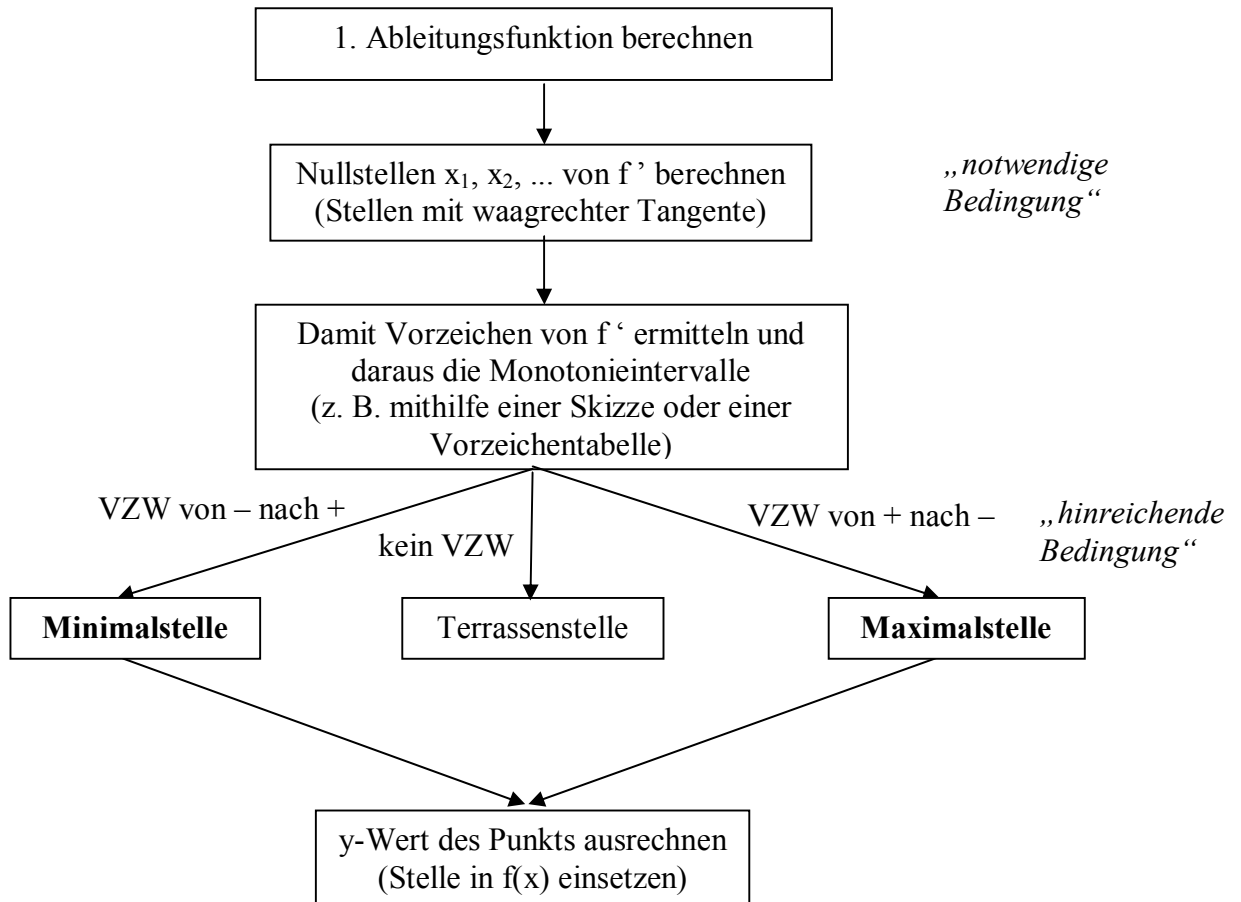 1. Ableitungsfunktion berechnen
Nullstellen x₁, x₂, ... von f ’ berechnen
(Stellen mit waagrechter Tangente)
„notwendige
Bedingung“
Damit Vorzeichen von f ‘ ermitteln und
daraus die Monotonieintervalle
(z. B. mithilfe einer Skizze oder einer
Vorzeichentabelle)
VZW von – nach +
kein VZW
VZW von + nach –
„hinreichende
Bedingung“
Minimalstelle
Terrassenstelle
Maximalstelle
y-Wert des Punkts ausrechnen
(Stelle in f(x) einsetzen)